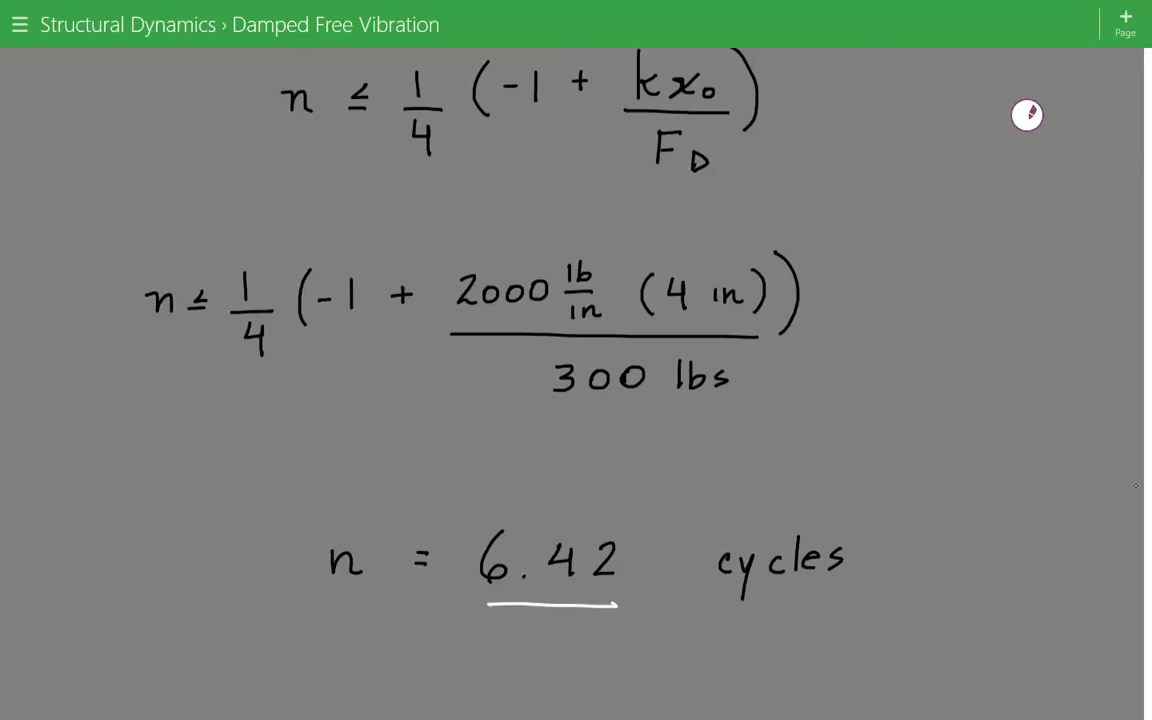 Structural Dynamics › Damped Free Vibration
Page
n ≤ 1/4 (-1 + kx₀/F_D)
n ≤ 1/4 (-1 + 2000 lb/in (4 in)/300 lbs)
n = 6.42 cycles